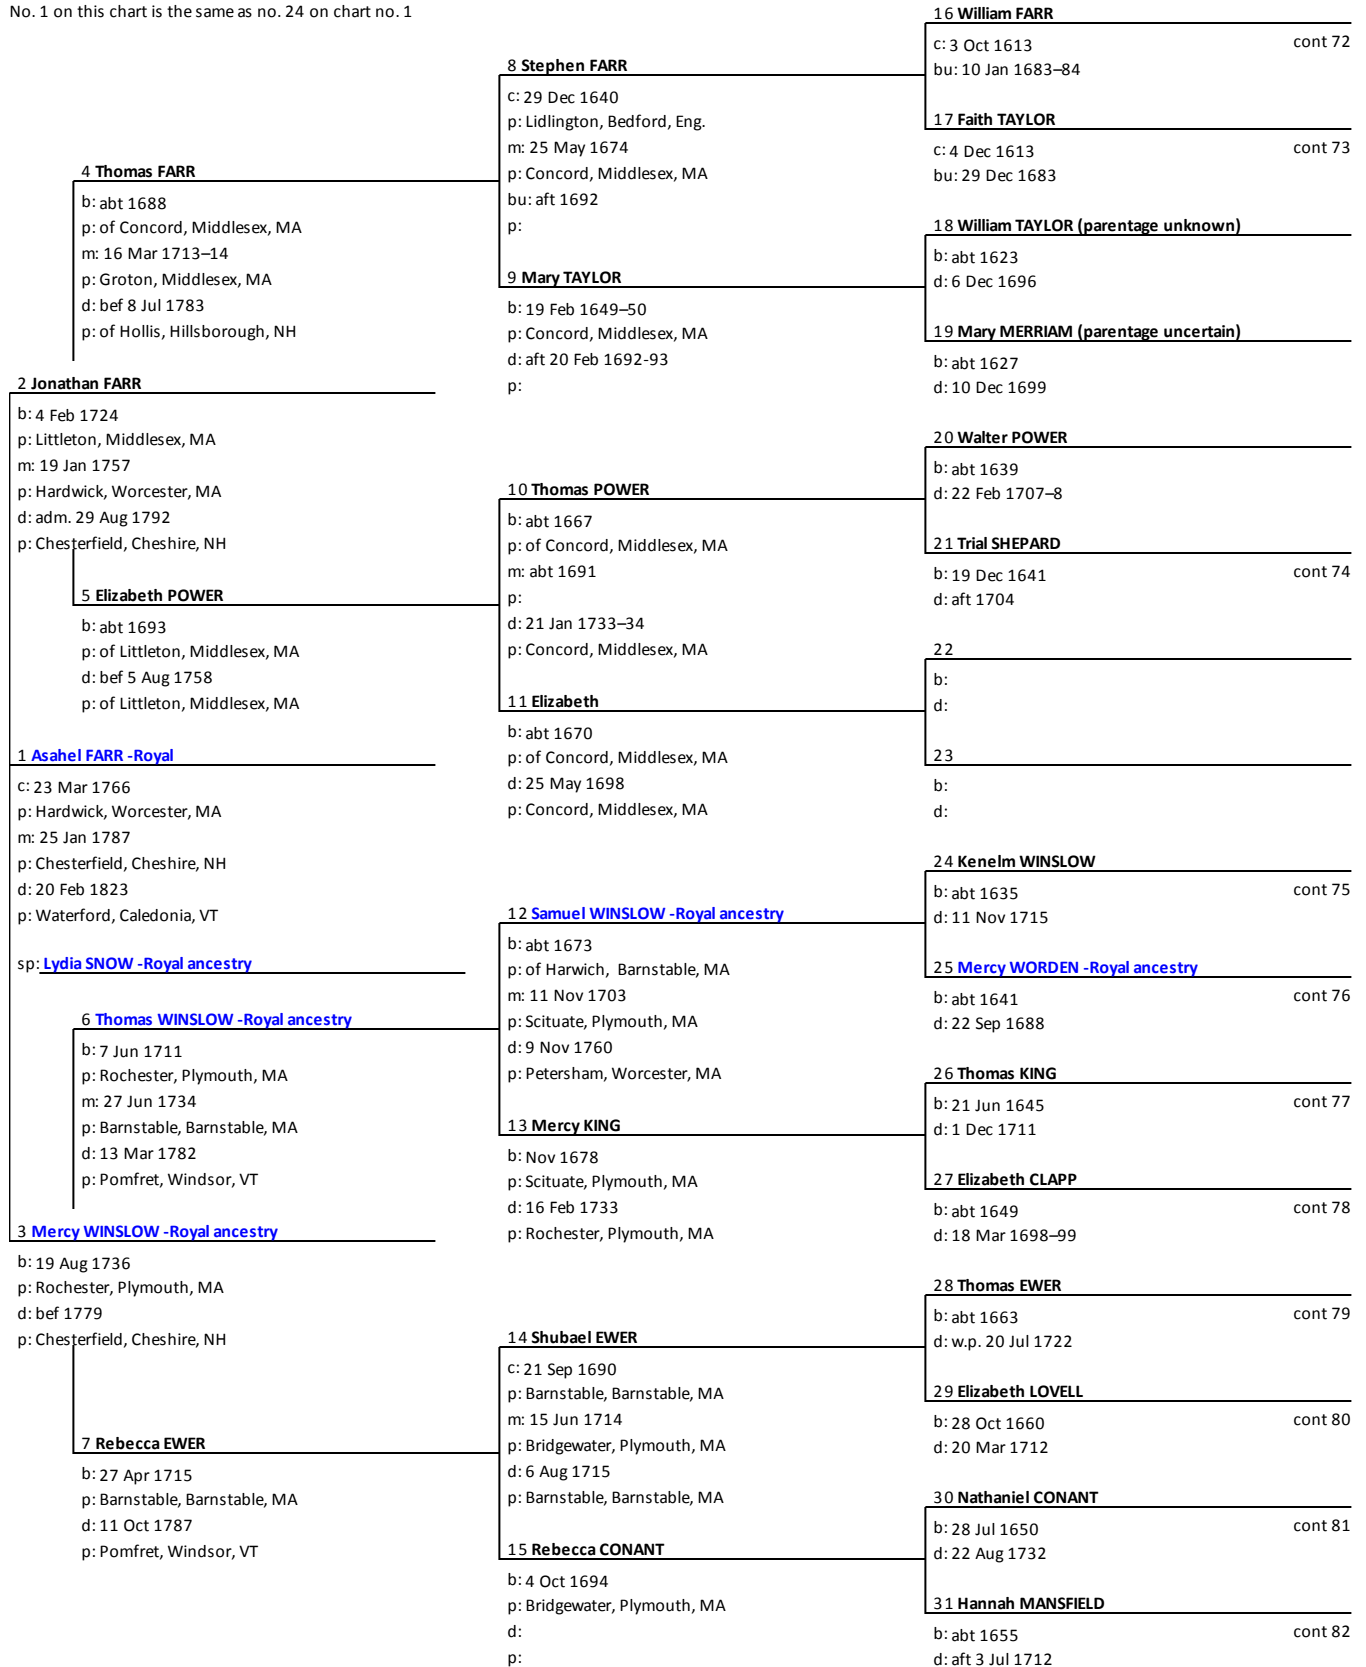 No. 1 on this chart is the same as no. 24 on chart no. 1
4 Thomas FARR
b: abt 1688
p: of Concord, Middlesex, MA
m: 16 Mar 1713–14
p: Groton, Middlesex, MA
d: bef 8 Jul 1783
p: of Hollis, Hillsborough, NH
2 Jonathan FARR
b: 4 Feb 1724
p: Littleton, Middlesex, MA
m: 19 Jan 1757
p: Hardwick, Worcester, MA
d: adm. 29 Aug 1792
p: Chesterfield, Cheshire, NH
5 Elizabeth POWER
b: abt 1693
p: of Littleton, Middlesex, MA
d: bef 5 Aug 1758
p: of Littleton, Middlesex, MA
1 Asahel FARR -Royal
c: 23 Mar 1766
p: Hardwick, Worcester, MA
m: 25 Jan 1787
p: Chesterfield, Cheshire, NH
d: 20 Feb 1823
p: Waterford, Caledonia, VT
sp: Lydia SNOW -Royal ancestry
6 Thomas WINSLOW -Royal ancestry
b: 7 Jun 1711
p: Rochester, Plymouth, MA
m: 27 Jun 1734
p: Barnstable, Barnstable, MA
d: 13 Mar 1782
p: Pomfret, Windsor, VT
3 Mercy WINSLOW -Royal ancestry
b: 19 Aug 1736
p: Rochester, Plymouth, MA
d: bef 1779
p: Chesterfield, Cheshire, NH
7 Rebecca EWER
b: 27 Apr 1715
p: Barnstable, Barnstable, MA
d: 11 Oct 1787
p: Pomfret, Windsor, VT
8 Stephen FARR
c: 29 Dec 1640
p: Lidlington, Bedford, Eng.
m: 25 May 1674
p: Concord, Middlesex, MA
bu: aft 1692
p:
9 Mary TAYLOR
b: 19 Feb 1649–50
p: Concord, Middlesex, MA
d: aft 20 Feb 1692-93
p:
10 Thomas POWER
b: abt 1667
p: of Concord, Middlesex, MA
m: abt 1691
p:
d: 21 Jan 1733–34
p: Concord, Middlesex, MA
11 Elizabeth
b: abt 1670
p: of Concord, Middlesex, MA
d: 25 May 1698
p: Concord, Middlesex, MA
12 Samuel WINSLOW -Royal ancestry
b: abt 1673
p: of Harwich, Barnstable, MA
m: 11 Nov 1703
p: Scituate, Plymouth, MA
d: 9 Nov 1760
p: Petersham, Worcester, MA
13 Mercy KING
b: Nov 1678
p: Scituate, Plymouth, MA
d: 16 Feb 1733
p: Rochester, Plymouth, MA
14 Shubael EWER
c: 21 Sep 1690
p: Barnstable, Barnstable, MA
m: 15 Jun 1714
p: Bridgewater, Plymouth, MA
d: 6 Aug 1715
p: Barnstable, Barnstable, MA
15 Rebecca CONANT
b: 4 Oct 1694
p: Bridgewater, Plymouth, MA
d:
p:
16 William FARR
c: 3 Oct 1613 cont 72
bu: 10 Jan 1683–84
17 Faith TAYLOR
c: 4 Dec 1613 cont 73
bu: 29 Dec 1683
18 William TAYLOR (parentage unknown)
b: abt 1623
d: 6 Dec 1696
19 Mary MERRIAM (parentage uncertain)
b: abt 1627
d: 10 Dec 1699
20 Walter POWER
b: abt 1639
d: 22 Feb 1707–8
21 Trial SHEPARD
b: 19 Dec 1641 cont 74
d: aft 1704
22
b:
d:
23
b:
d:
24 Kenelm WINSLOW
b: abt 1635 cont 75
d: 11 Nov 1715
25 Mercy WORDEN -Royal ancestry
b: abt 1641 cont 76
d: 22 Sep 1688
26 Thomas KING
b: 21 Jun 1645 cont 77
d: 1 Dec 1711
27 Elizabeth CLAPP
b: abt 1649 cont 78
d: 18 Mar 1698–99
28 Thomas EWER
b: abt 1663 cont 79
d: w.p. 20 Jul 1722
29 Elizabeth LOVELL
b: 28 Oct 1660 cont 80
d: 20 Mar 1712
30 Nathaniel CONANT
b: 28 Jul 1650 cont 81
d: 22 Aug 1732
31 Hannah MANSFIELD
b: abt 1655 cont 82
d: aft 3 Jul 1712